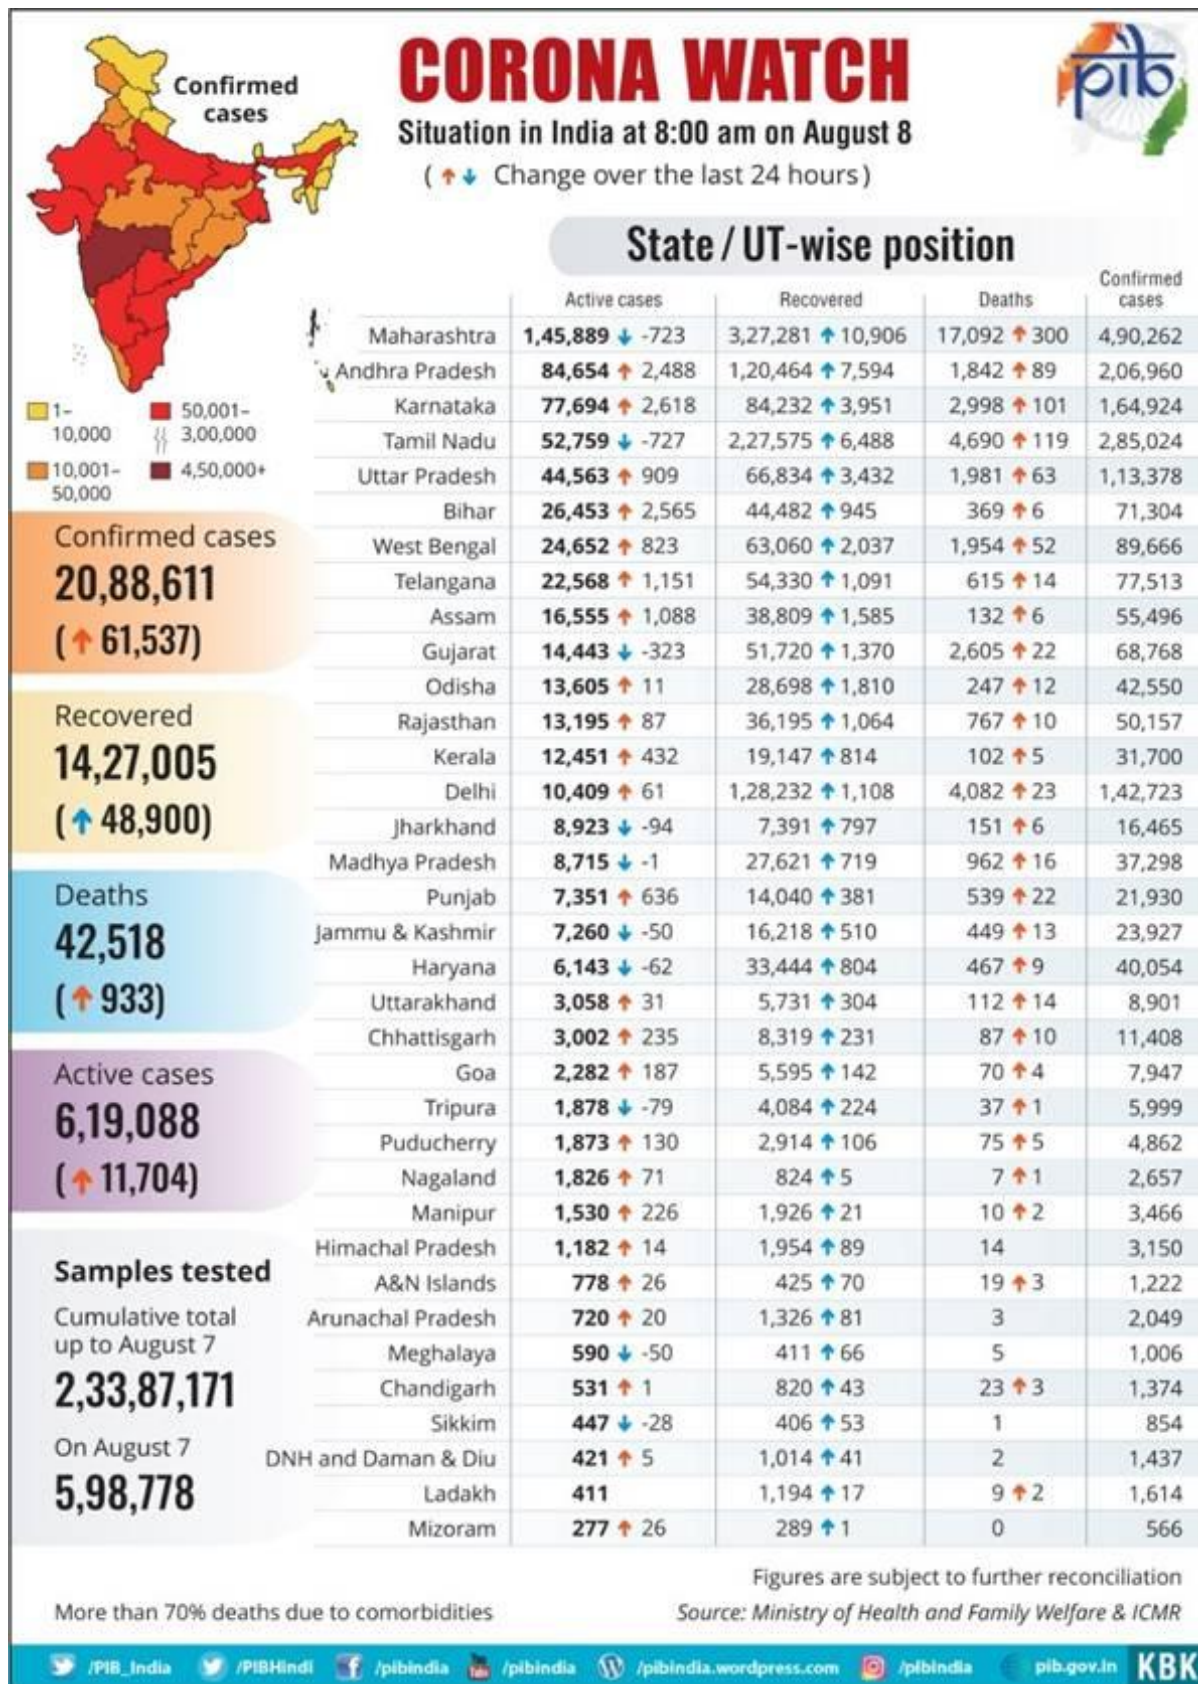 CORONA WATCH
pib
Situation in India at 8:00 am on August 8
( ↑ ↓ Change over the last 24 hours )
Confirmed
cases
1-
10,000
50,001-
3,00,000
10,001-
50,000
4,50,000+
Confirmed cases
20,88,611
(↑ 61,537)
Recovered
14,27,005
(↑ 48,900)
Deaths
42,518
(↑ 933)
Active cases
6,19,088
(↑ 11,704)
Samples tested
Cumulative total
up to August 7
2,33,87,171
On August 7
5,98,778
State / UT-wise position
Active cases Recovered Deaths Confirmed cases
Maharashtra 1,45,889 ↓ -723 3,27,281 ↑ 10,906 17,092 ↑ 300 4,90,262
Andhra Pradesh 84,654 ↑ 2,488 1,20,464 ↑ 7,594 1,842 ↑ 89 2,06,960
Karnataka 77,694 ↑ 2,618 84,232 ↑ 3,951 2,998 ↑ 101 1,64,924
Tamil Nadu 52,759 ↓ -727 2,27,575 ↑ 6,488 4,690 ↑ 119 2,85,024
Uttar Pradesh 44,563 ↑ 909 66,834 ↑ 3,432 1,981 ↑ 63 1,13,378
Bihar 26,453 ↑ 2,565 44,482 ↑ 945 369 ↑ 6 71,304
West Bengal 24,652 ↑ 823 63,060 ↑ 2,037 1,954 ↑ 52 89,666
Telangana 22,568 ↑ 1,151 54,330 ↑ 1,091 615 ↑ 14 77,513
Assam 16,555 ↑ 1,088 38,809 ↑ 1,585 132 ↑ 6 55,496
Gujarat 14,443 ↓ -323 51,720 ↑ 1,370 2,605 ↑ 22 68,768
Odisha 13,605 ↑ 11 28,698 ↑ 1,810 247 ↑ 12 42,550
Rajasthan 13,195 ↑ 87 36,195 ↑ 1,064 767 ↑ 10 50,157
Kerala 12,451 ↑ 432 19,147 ↑ 814 102 ↑ 5 31,700
Delhi 10,409 ↑ 61 1,28,232 ↑ 1,108 4,082 ↑ 23 1,42,723
Jharkhand 8,923 ↓ -94 7,391 ↑ 797 151 ↑ 6 16,465
Madhya Pradesh 8,715 ↓ -1 27,621 ↑ 719 962 ↑ 16 37,298
Punjab 7,351 ↑ 636 14,040 ↑ 381 539 ↑ 22 21,930
Jammu & Kashmir 7,260 ↓ -50 16,218 ↑ 510 449 ↑ 13 23,927
Haryana 6,143 ↓ -62 33,444 ↑ 804 467 ↑ 9 40,054
Uttarakhand 3,058 ↑ 31 5,731 ↑ 304 112 ↑ 14 8,901
Chhattisgarh 3,002 ↑ 235 8,319 ↑ 231 87 ↑ 10 11,408
Goa 2,282 ↑ 187 5,595 ↑ 142 70 ↑ 4 7,947
Tripura 1,878 ↓ -79 4,084 ↑ 224 37 ↑ 1 5,999
Puducherry 1,873 ↑ 130 2,914 ↑ 106 75 ↑ 5 4,862
Nagaland 1,826 ↑ 71 824 ↑ 5 7 ↑ 1 2,657
Manipur 1,530 ↑ 226 1,926 ↑ 21 10 ↑ 2 3,466
Himachal Pradesh 1,182 ↑ 14 1,954 ↑ 89 14 3,150
A&N Islands 778 ↑ 26 425 ↑ 70 19 ↑ 3 1,222
Arunachal Pradesh 720 ↑ 20 1,326 ↑ 81 3 2,049
Meghalaya 590 ↓ -50 411 ↑ 66 5 1,006
Chandigarh 531 ↑ 1 820 ↑ 43 23 ↑ 3 1,374
Sikkim 447 ↓ -28 406 ↑ 53 1 854
DNH and Daman & Diu 421 ↑ 5 1,014 ↑ 41 2 1,437
Ladakh 411 1,194 ↑ 17 9 ↑ 2 1,614
Mizoram 277 ↑ 26 289 ↑ 1 0 566
Figures are subject to further reconciliation
More than 70% deaths due to comorbidities
Source: Ministry of Health and Family Welfare & ICMR
/PIB_India /PIBHindi /pibindia /pibindia /pibindia.wordpress.com /pibindia pib.gov.in KBK